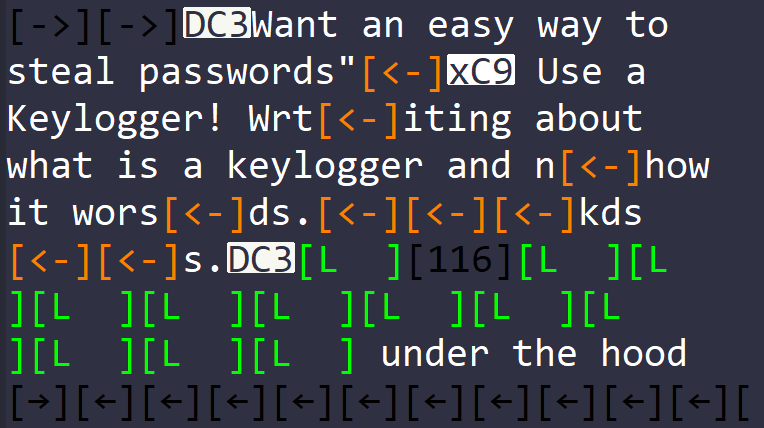 [->][->]DC3Want an easy way to
steal passwords"[<-]xC9 Use a
Keylogger! Wrt[<-]iting about
what is a keylogger and n[<-]how
it wors[<-]ds.[<-][<-][<-]kds
[<-][<-]s.DC3[L  ][116][L  ][L
][L  ][L  ][L  ][L  ][L  ][L
][L  ][L  ][L  ] under the hood
[→][←][←][←][←][←][←][←][←][←][